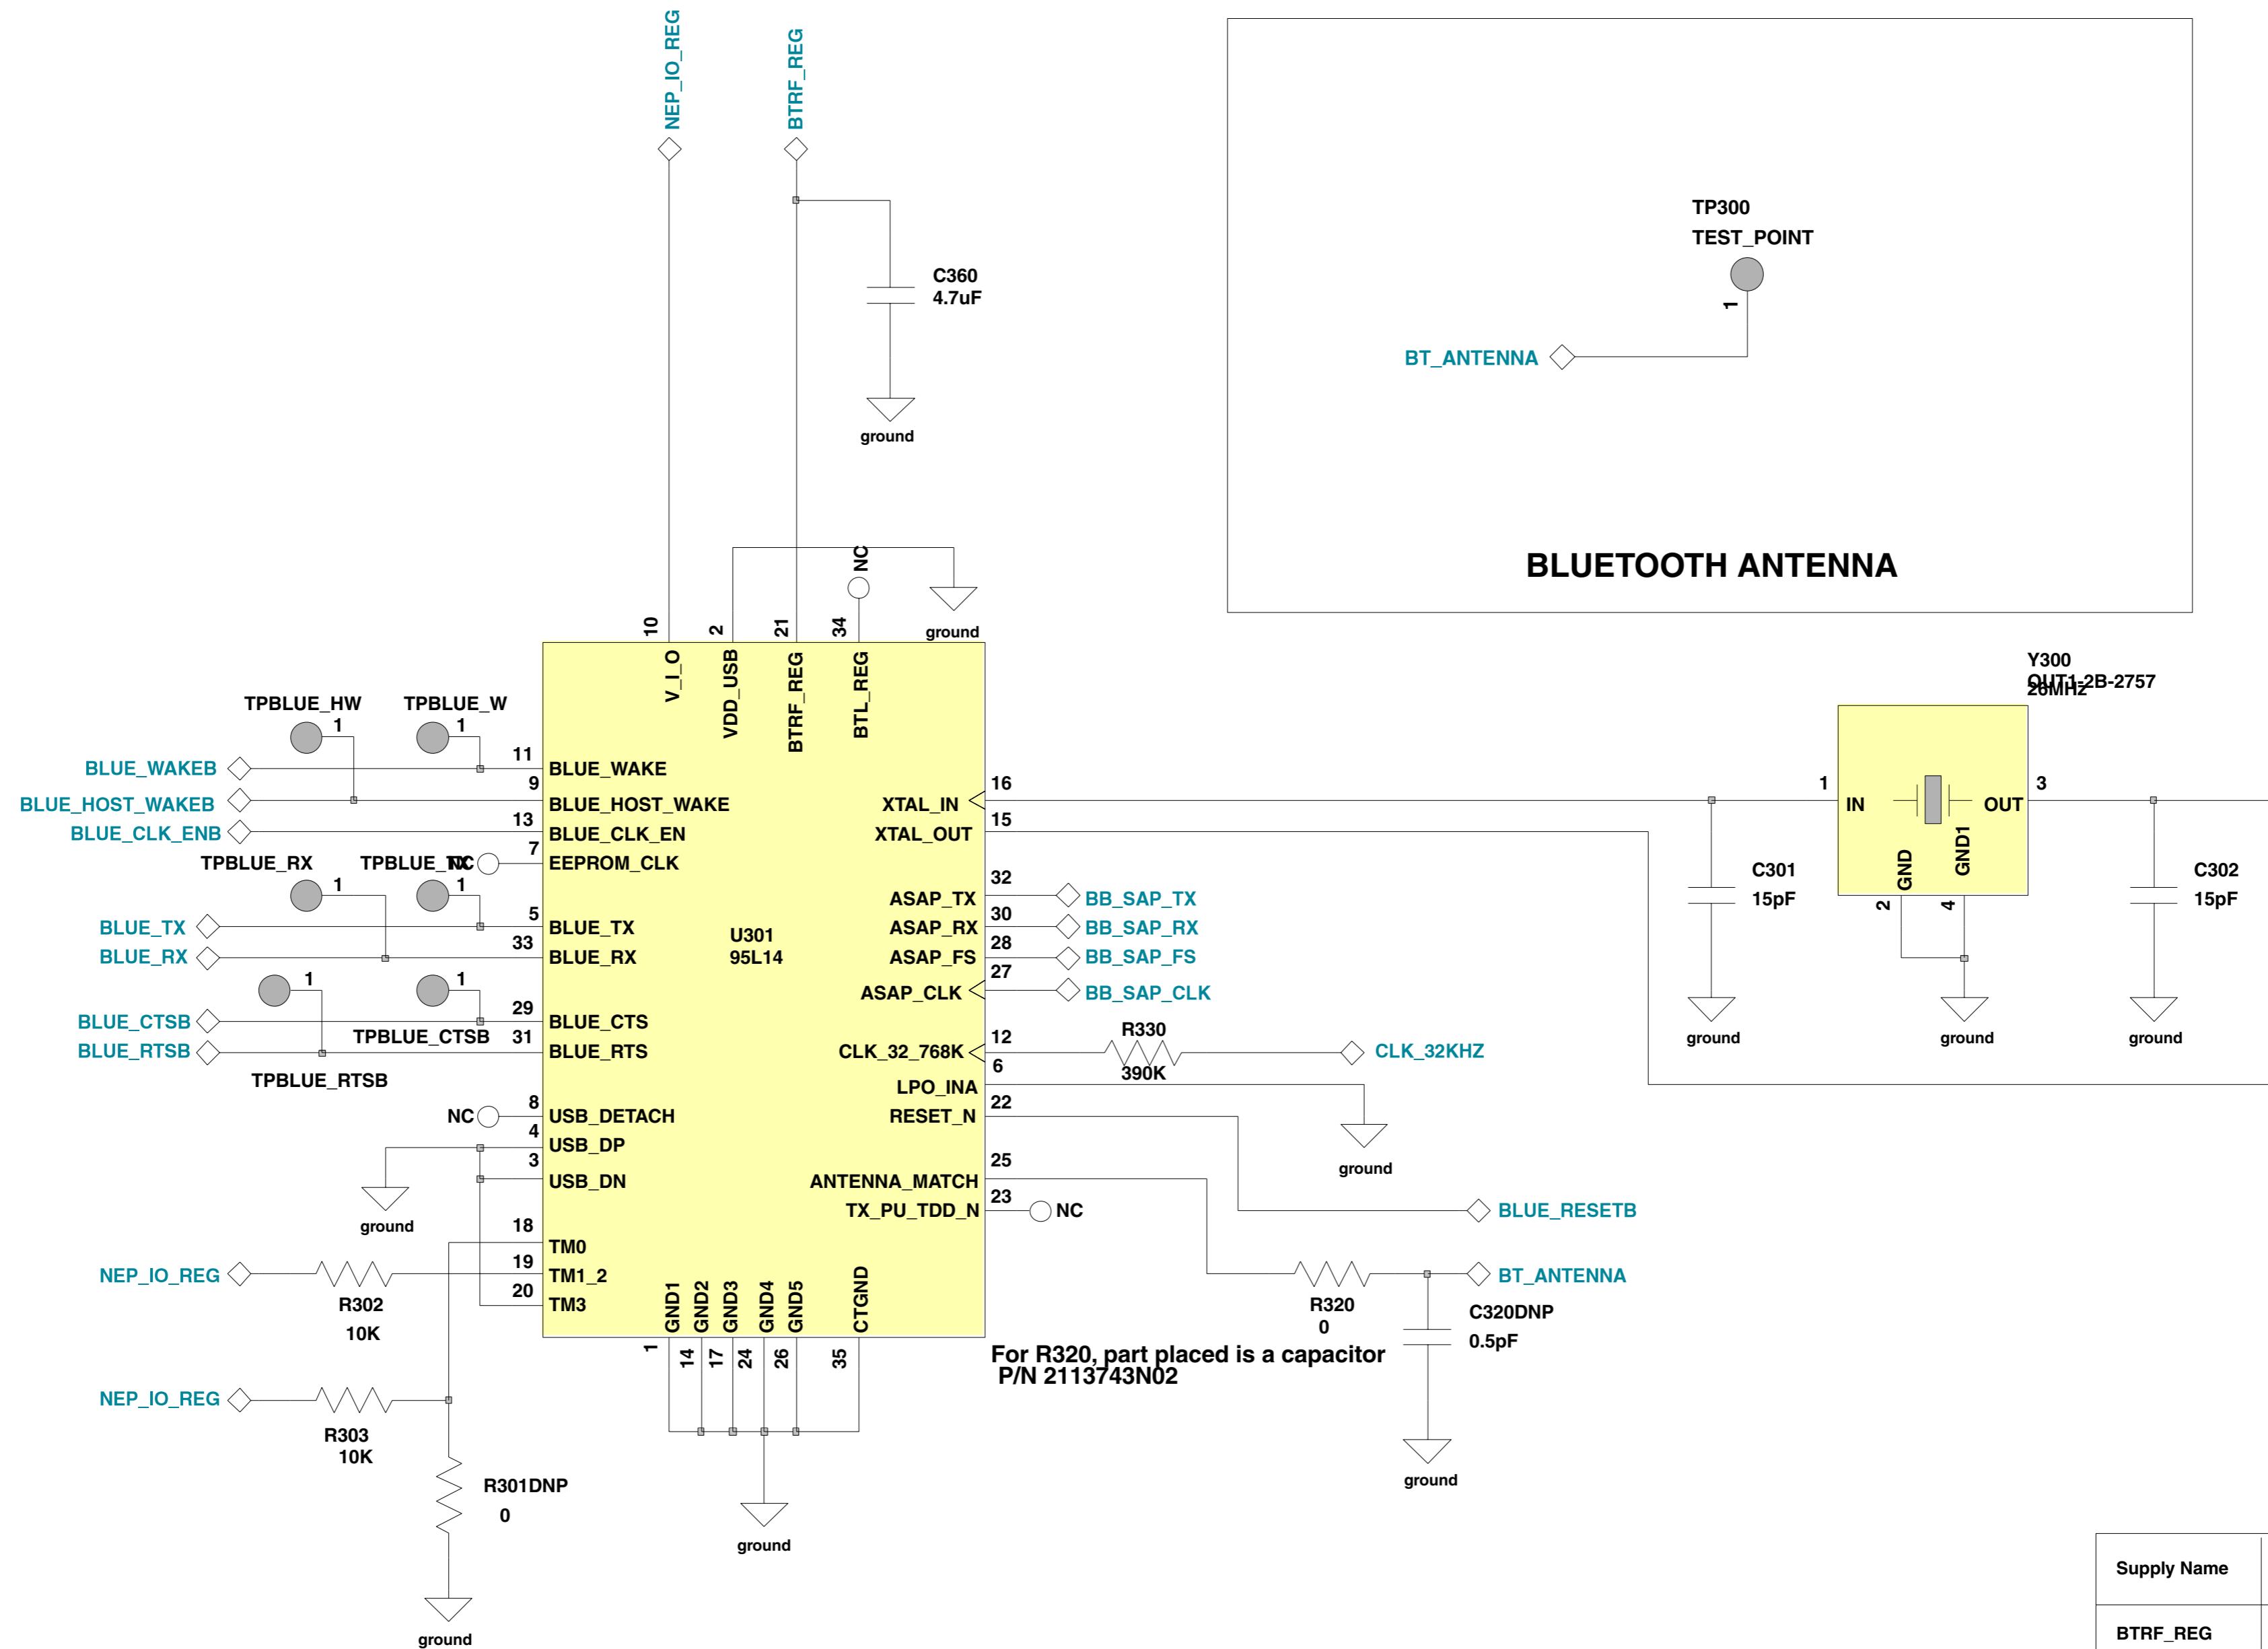 NEP_IO_REG
BTRF_REG
C360
4.7uF
ground
TP300
TEST_POINT
1
BT_ANTENNA
BLUETOOTH ANTENNA
NC
ground
10
2
21
34
V_I_O
VDD_USB
BTRF_REG
BTL_REG
Y300
OUT1-2B-2757
26MHz
TPBLUE_HW
1
TPBLUE_W
1
BLUE_WAKEB
11
BLUE_WAKE
BLUE_HOST_WAKEB
9
BLUE_HOST_WAKE
BLUE_CLK_ENB
13
BLUE_CLK_EN
TPBLUE_RX
1
TPBLUE_TX
1
NC
7
EEPROM_CLK
BLUE_TX
5
BLUE_TX
BLUE_RX
33
BLUE_RX
1
1
BLUE_CTSB
29
BLUE_CTS
TPBLUE_CTSB
BLUE_RTSB
31
BLUE_RTS
TPBLUE_RTSB
NC
8
USB_DETACH
4
USB_DP
3
USB_DN
ground
18
TM0
NEP_IO_REG
19
TM1_2
20
TM3
R302
10K
NEP_IO_REG
R303
10K
R301DNP
0
ground
U301
95L14
XTAL_IN
16
XTAL_OUT
15
ASAP_TX
32
BB_SAP_TX
ASAP_RX
30
BB_SAP_RX
ASAP_FS
28
BB_SAP_FS
ASAP_CLK
27
BB_SAP_CLK
CLK_32_768K
12
R330
390K
CLK_32KHZ
LPO_INA
6
ground
RESET_N
22
BLUE_RESETB
ANTENNA_MATCH
25
TX_PU_TDD_N
23
NC
R320
0
BT_ANTENNA
C320DNP
0.5pF
ground
For R320, part placed is a capacitor
P/N 2113743N02
GND1
GND2
GND3
GND4
GND5
CTGND
1
14
17
24
26
35
ground
1
IN
OUT
3
GND
GND1
2
4
C301
15pF
C302
15pF
ground
ground
ground
Supply Name
BTRF_REG